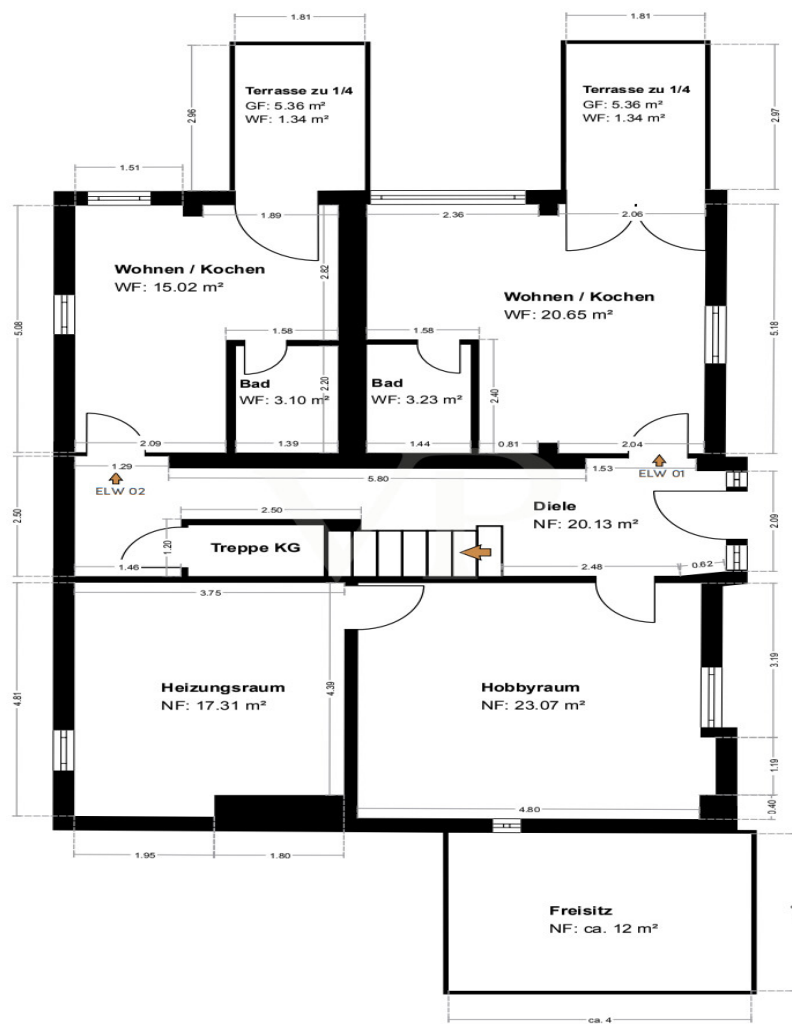 1.81
1.81
2.96
Terrasse zu 1/4
GF: 5.36 m²
WF: 1.34 m²
Terrasse zu 1/4
GF: 5.36 m²
WF: 1.34 m²
2.97
1.51
1.89
2.36
2.06
2.82
Wohnen / Kochen
WF: 15.02 m²
Wohnen / Kochen
WF: 20.65 m²
5.08
5.18
1.58
1.58
Bad
WF: 3.10 m²
2.20
Bad
WF: 3.23 m²
2.40
2.09
1.39
1.44
0.81
2.04
1.29
ELW 02
5.80
1.53
ELW 01
VP
2.50
2.50
Diele
NF: 20.13 m²
2.09
1.20
Treppe KG
1.46
2.48
0.62
3.75
4.81
4.39
Heizungsraum
NF: 17.31 m²
Hobbyraum
NF: 23.07 m²
3.19
1.19
4.80
0.40
1.95
1.80
Freisitz
NF: ca. 12 m²
ca. 4